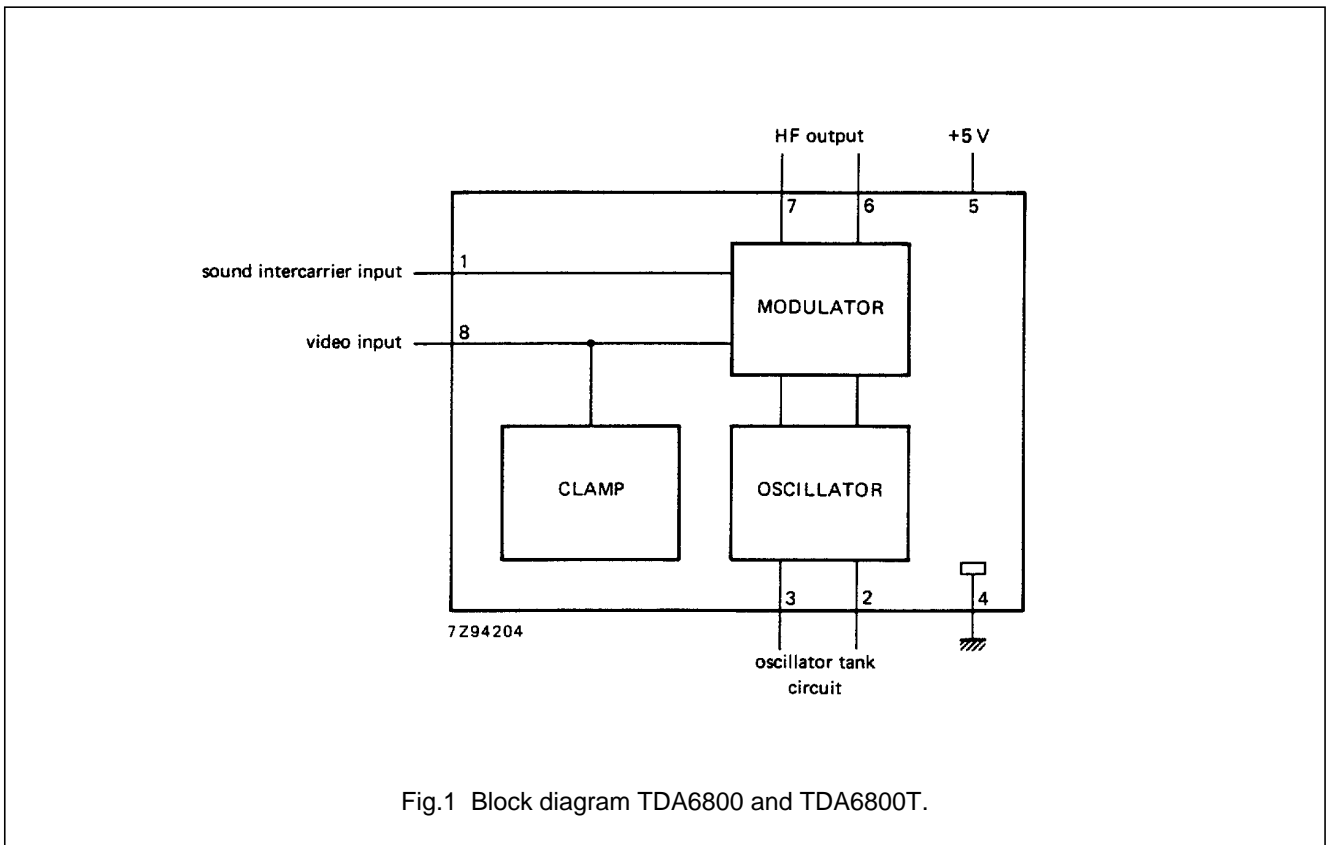 HF output +5 V
7 6 5
sound intercarrier input 1
MODULATOR
video input 8
CLAMP OSCILLATOR
3 2 4
7Z94204
oscillator tank
circuit
Fig.1 Block diagram TDA6800 and TDA6800T.